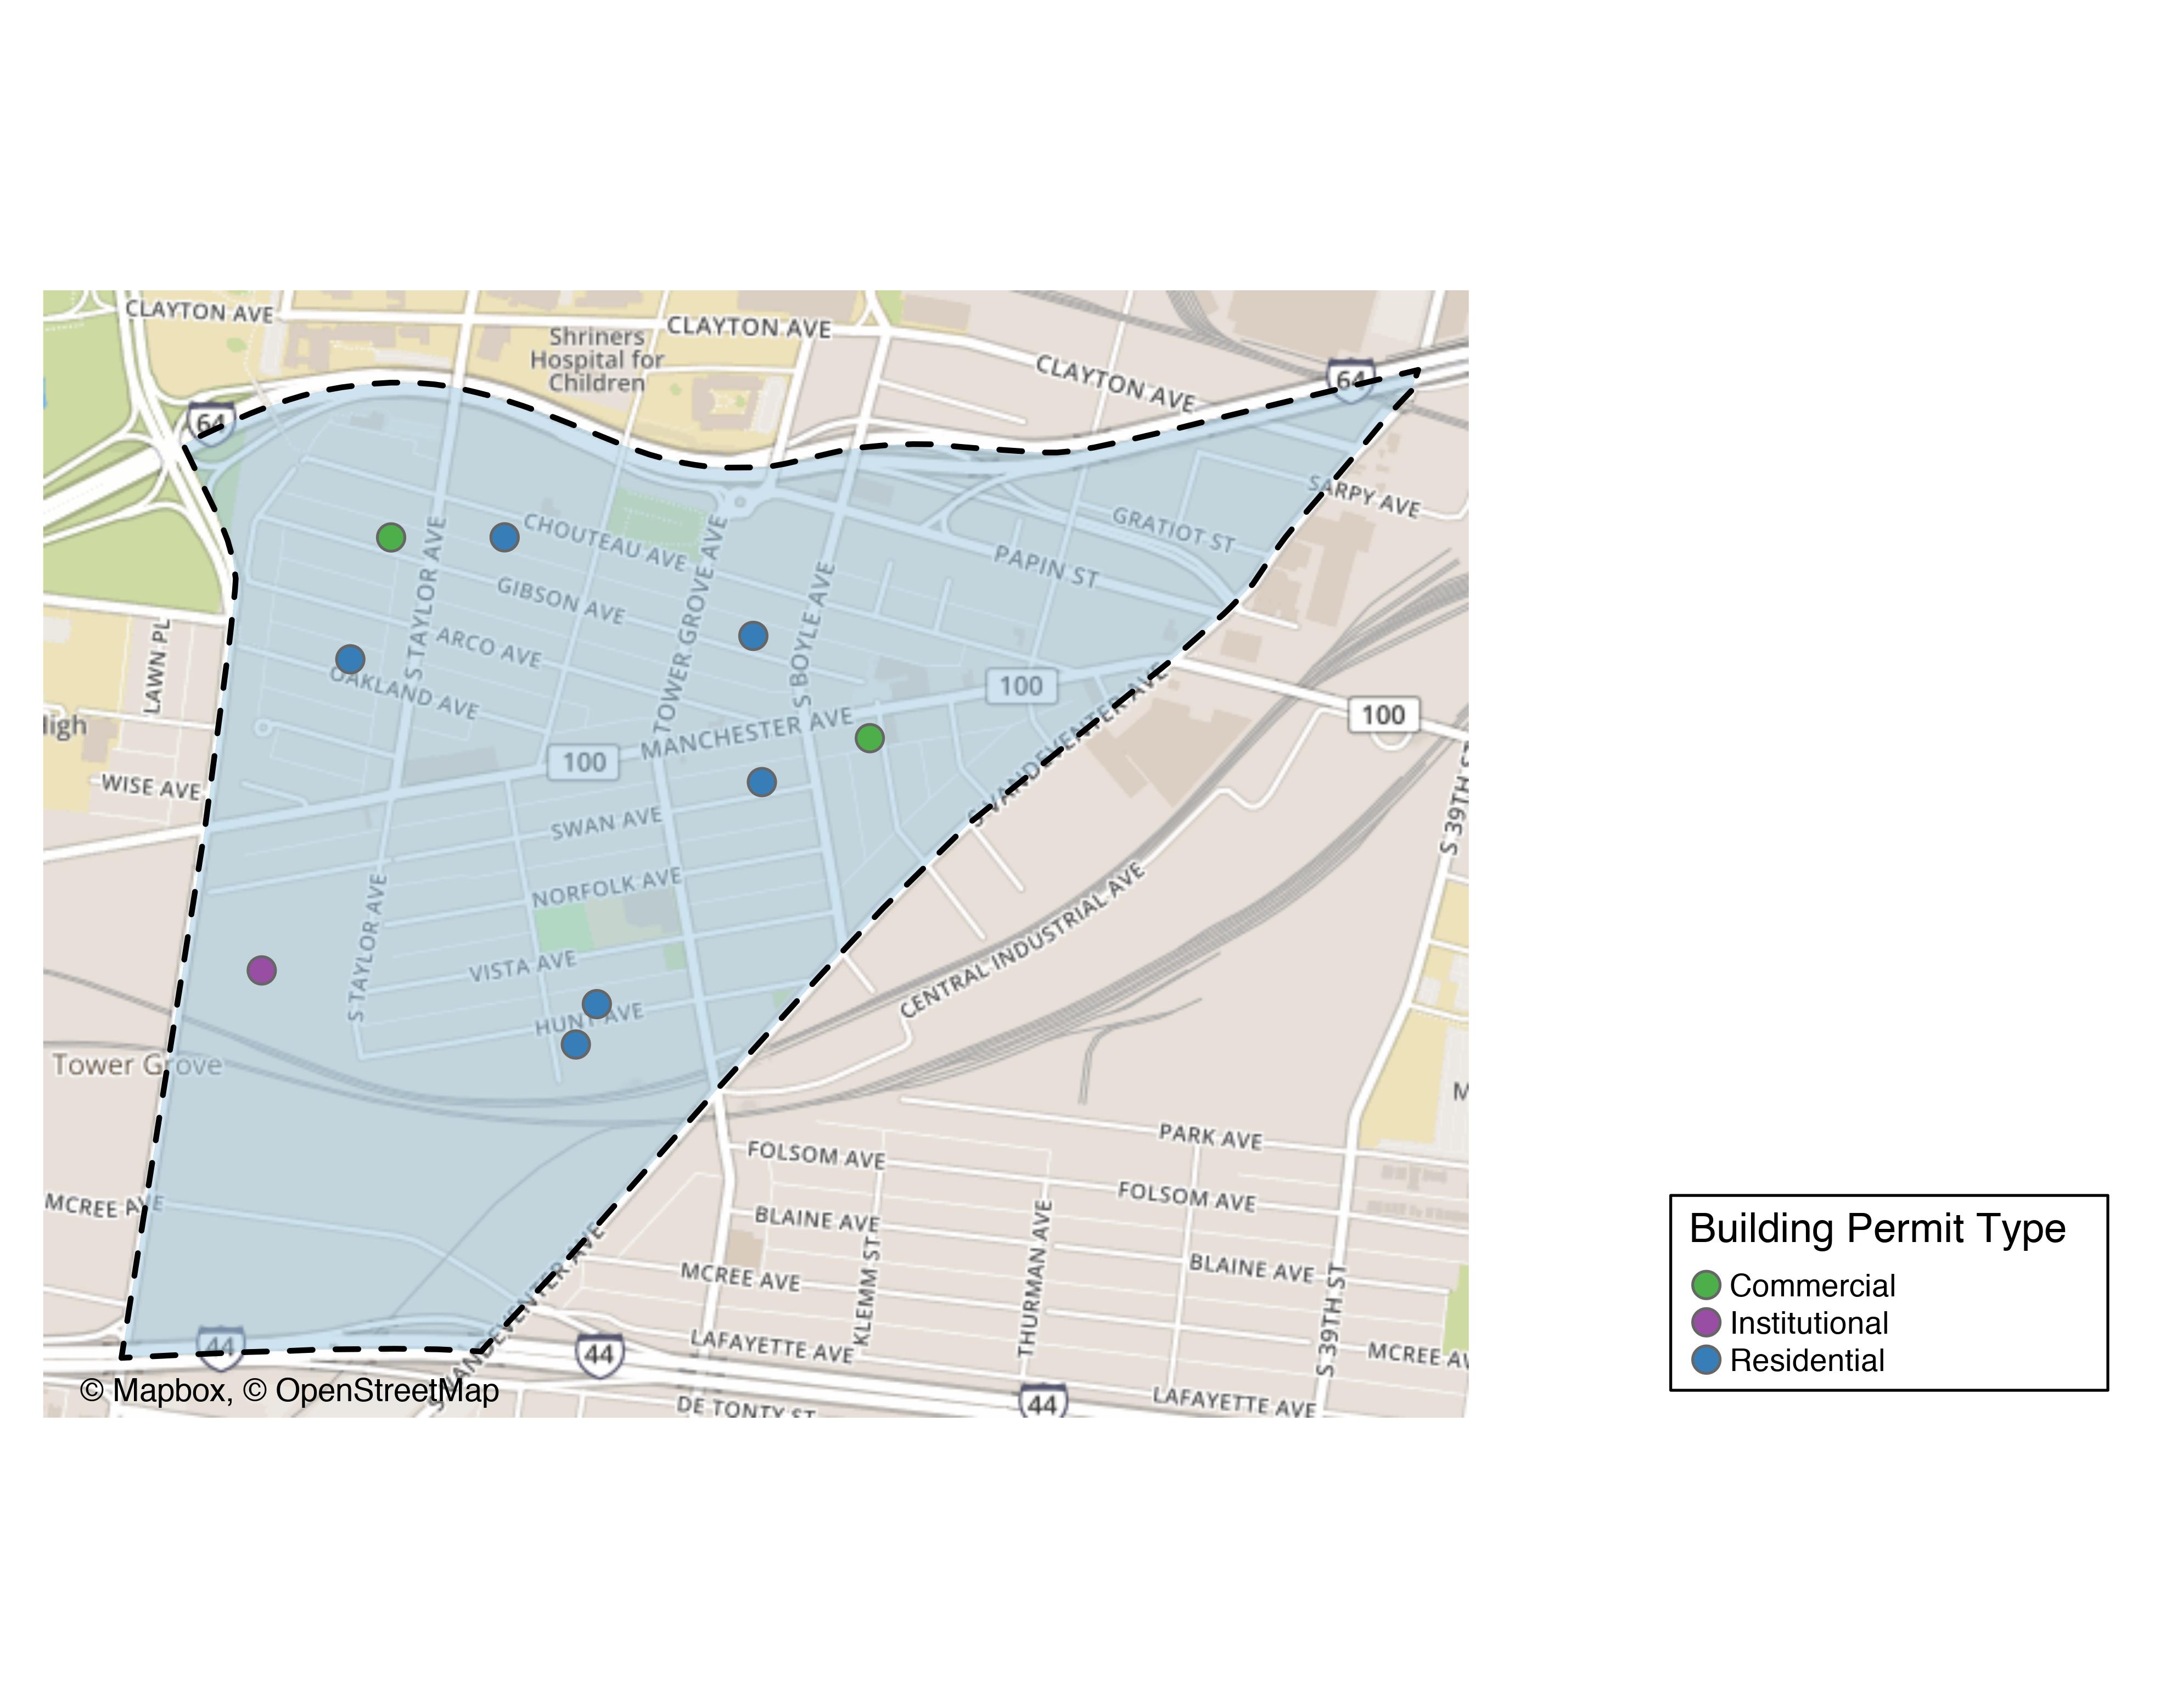 CLAYTON AVE
CLAYTON AVE
Shriners
Hospital for
Children
CLAYTON AVE
64
64
SARPY AVE
GRATIOT ST
CHOUTEAU AVE
PAPIN ST
GIBSON AVE
S TAYLOR AVE
TOWER GROVE AVE
S BOYLE AVE
ARCO AVE
LAWN PL
OAKLAND AVE
100
100
High
MANCHESTER AVE
S VANDEVENTER AVE
100
WISE AVE
SWAN AVE
S 39TH ST
NORFOLK AVE
S TAYLOR AVE
CENTRAL INDUSTRIAL AVE
VISTA AVE
HUNT AVE
Tower Grove
M
PARK AVE
FOLSOM AVE
FOLSOM AVE
MCREE AVE
BLAINE AVE
BLAINE AVE
KLEMM ST
THURMAN AVE
S 39TH ST
MCREE AVE
S VANDEVENTER AVE
44
44
LAFAYETTE AVE
MCREE AV
44
LAFAYETTE AVE
DE TONTY ST
© Mapbox, © OpenStreetMap
Building Permit Type
Commercial
Institutional
Residential